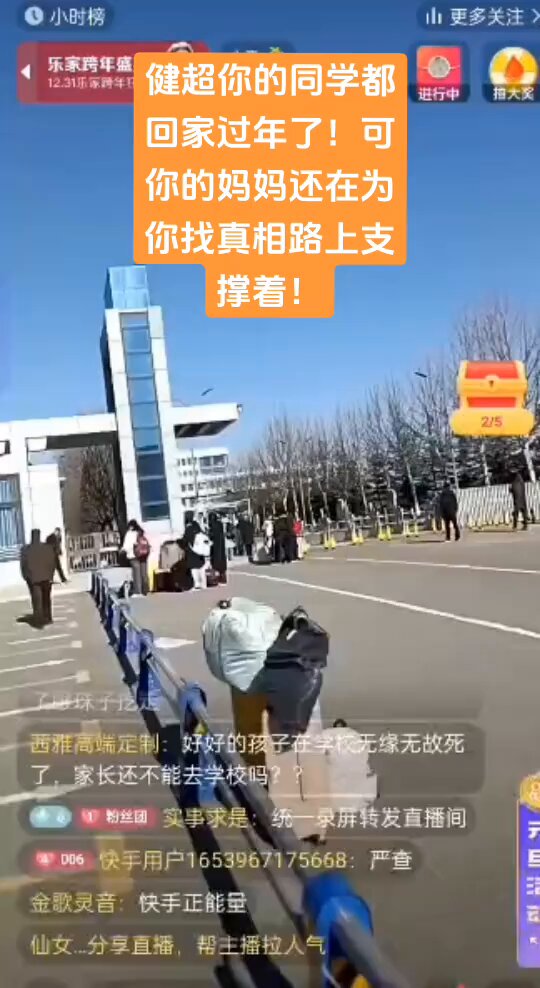 小时榜
更多关注
乐家跨年盛
12.31乐家跨年
进行中
健超你的同学都
回家过年了！可
你的妈妈还在为
你找真相路上支
撑着！
2/5
西雅高端定制：好好的孩子在学校无缘无故死
了，家长还不能去学校吗？？
粉丝团 实事求是：统一录屏转发直播间
D06 快手用户1653967175668：严查
金歌灵音：快手正能量
仙女...分享直播，帮主播拉人气